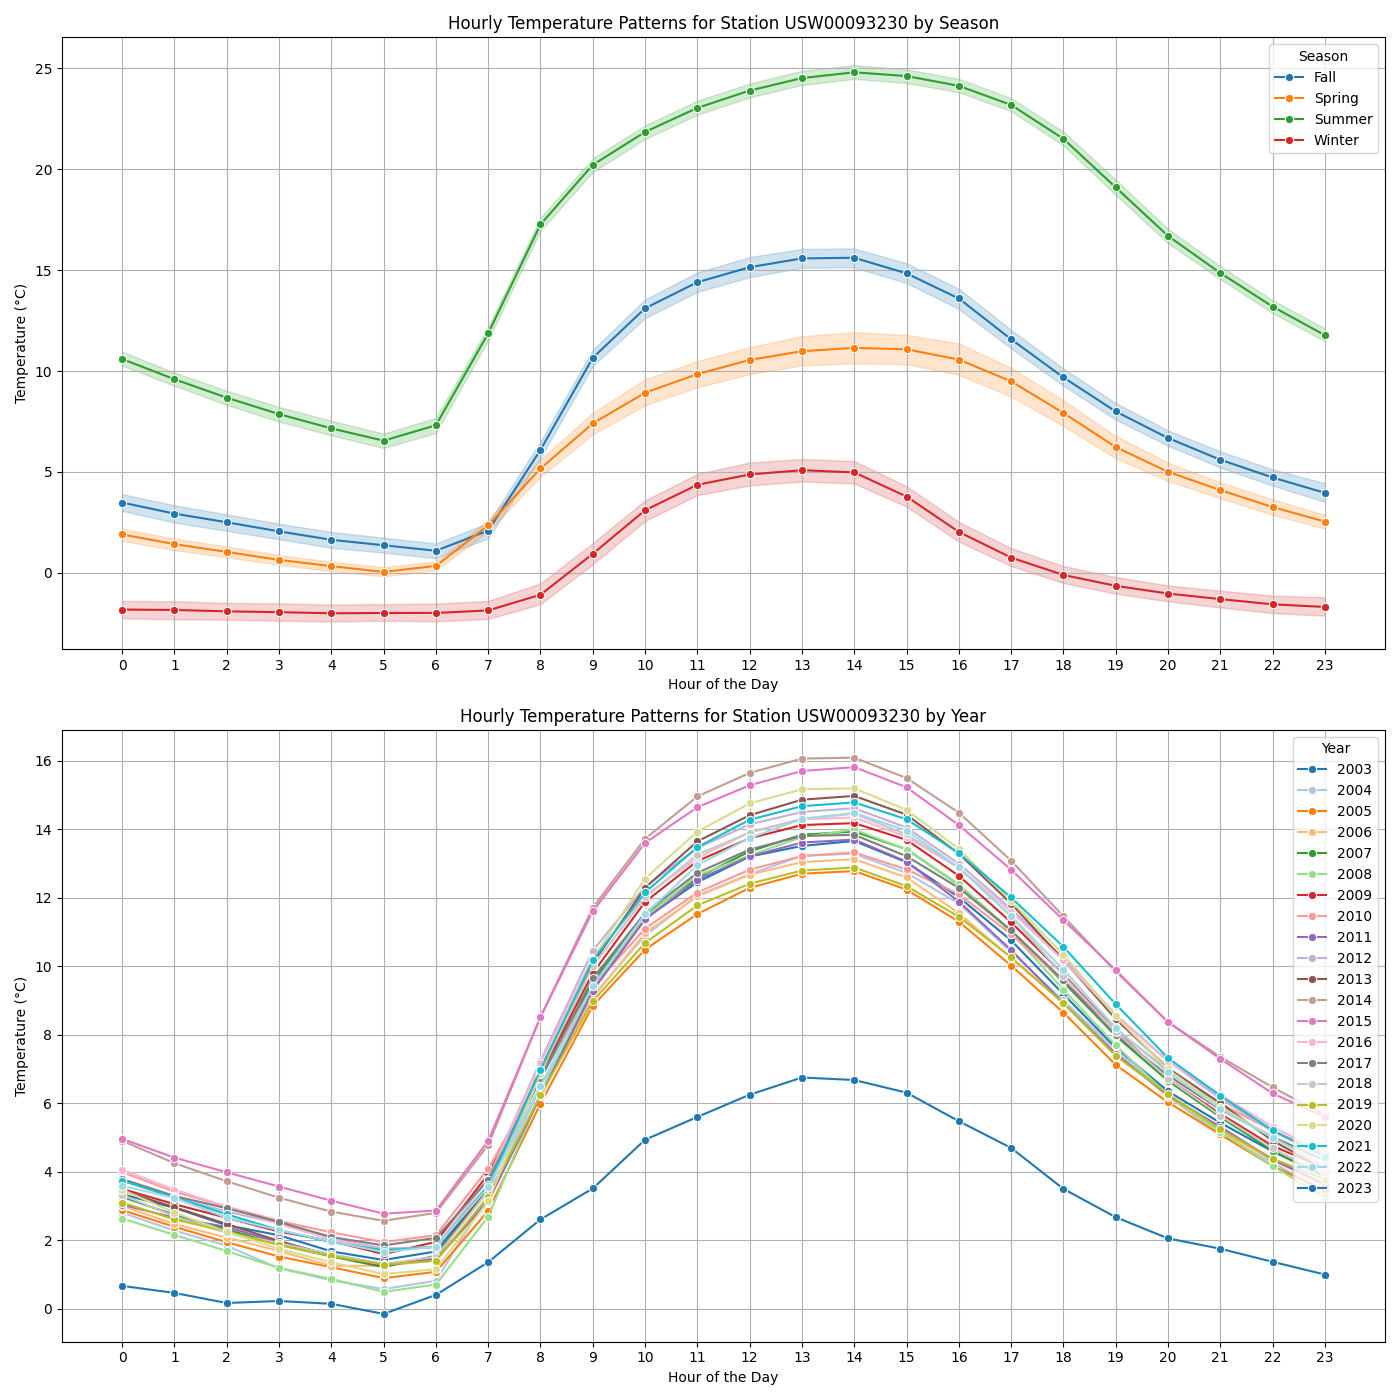 Hourly Temperature Patterns for Station USW00093230 by Season
Temperature (°C)
25
20
15
10
5
0
Season
Fall
Spring
Summer
Winter
0 1 2 3 4 5 6 7 8 9 10 11 12 13 14 15 16 17 18 19 20 21 22 23
Hour of the Day
Hourly Temperature Patterns for Station USW00093230 by Year
Temperature (°C)
16
14
12
10
8
6
4
2
0
Year
2003
2004
2005
2006
2007
2008
2009
2010
2011
2012
2013
2014
2015
2016
2017
2018
2019
2020
2021
2022
2023
0 1 2 3 4 5 6 7 8 9 10 11 12 13 14 15 16 17 18 19 20 21 22 23
Hour of the Day